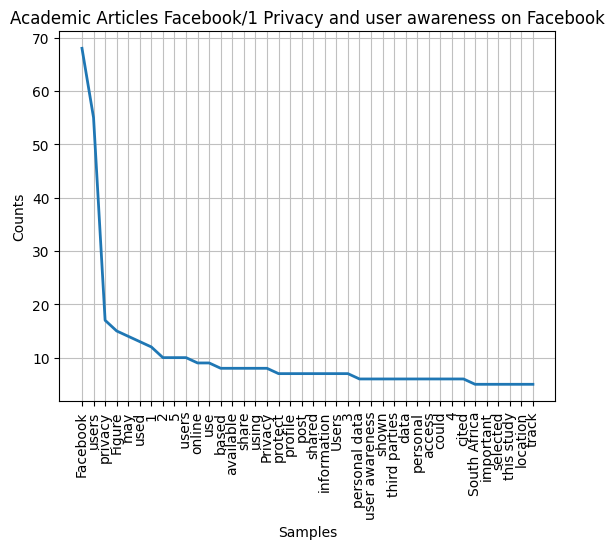 Academic Articles Facebook/1 Privacy and user awareness on Facebook
70
60
50
40
30
20
10
Counts
Facebook
users
privacy
Figure
may
used
1
2
5
users
online
use
based
available
share
using
Privacy
protect
profile
post
shared
information
Users
3
personal data
user awareness
shown
third parties
data
personal
access
could
4
cited
South Africa
important
selected
this study
location
track
Samples